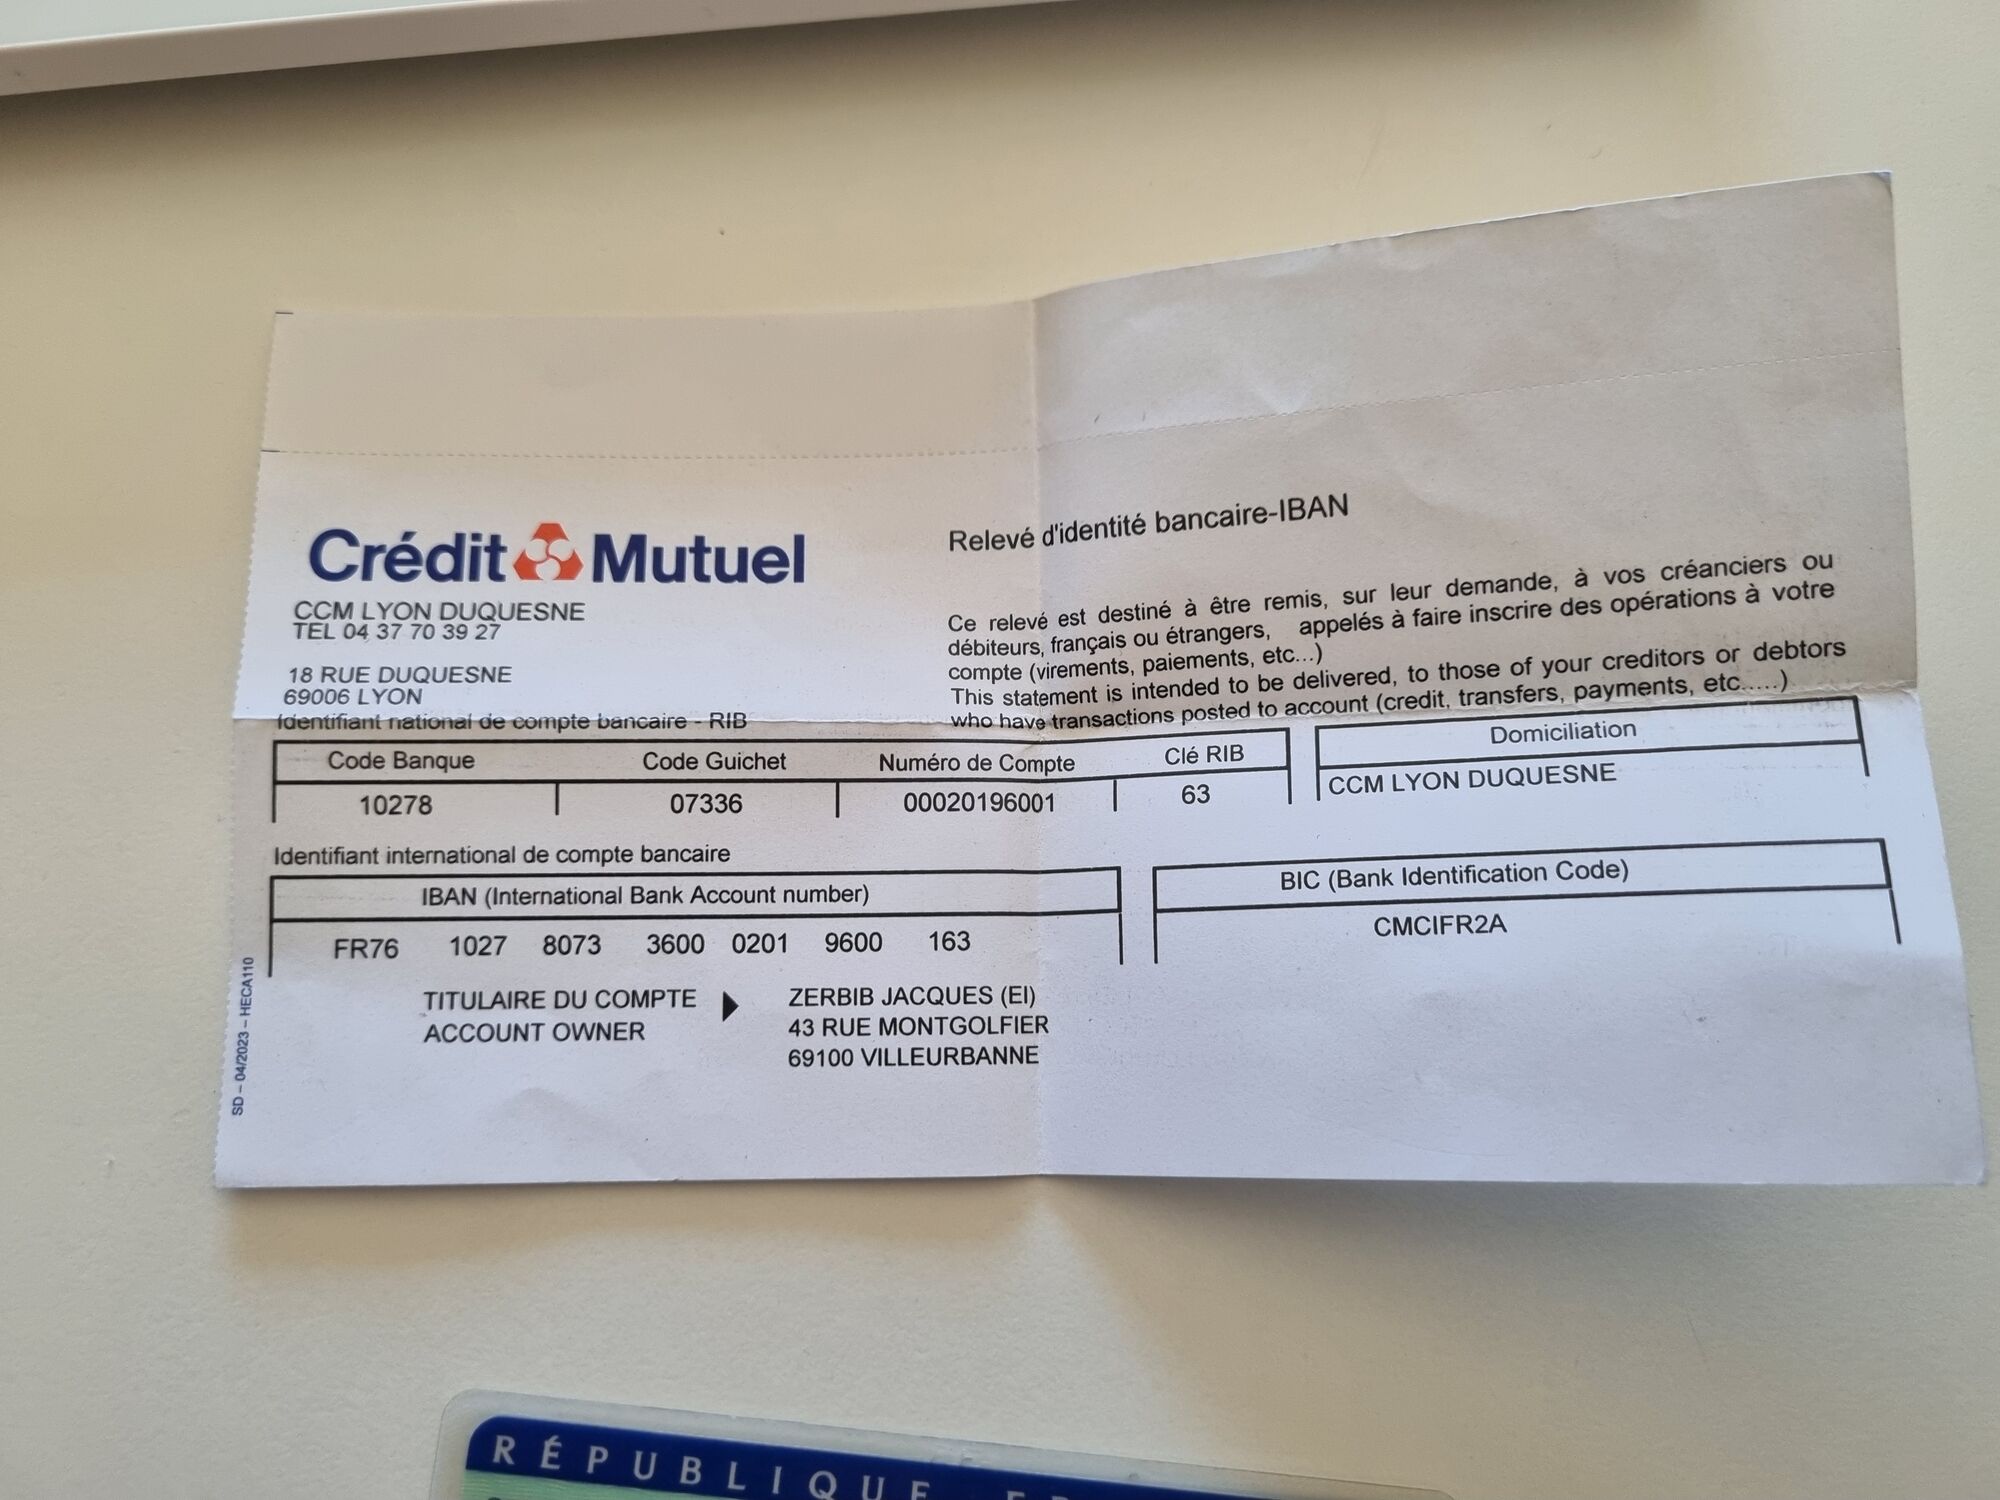 Crédit Mutuel
CCM LYON DUQUESNE
TEL 04 37 70 39 27
18 RUE DUQUESNE
69006 LYON
Relevé d'identité bancaire-IBAN
Ce relevé est destiné à être remis, sur leur demande, à vos créanciers ou
débiteurs, français ou étrangers, appelés à faire inscrire des opérations à votre
compte (virements, paiements, etc...)
This statement is intended to be delivered, to those of your creditors or debtors
who have transactions posted to account (credit, transfers, payments, etc.....)
Identifiant national de compte bancaire - RIB
Code Banque Code Guichet Numéro de Compte Clé RIB Domiciliation
10278 07336 00020196001 63 CCM LYON DUQUESNE
Identifiant international de compte bancaire
IBAN (International Bank Account number) BIC (Bank Identification Code)
FR76 1027 8073 3600 0201 9600 163 CMCIFR2A
TITULAIRE DU COMPTE ZERBIB JACQUES (EI)
ACCOUNT OWNER 43 RUE MONTGOLFIER
69100 VILLEURBANNE
SD – 04/2023 – HECA110
RÉPUBLIQUE